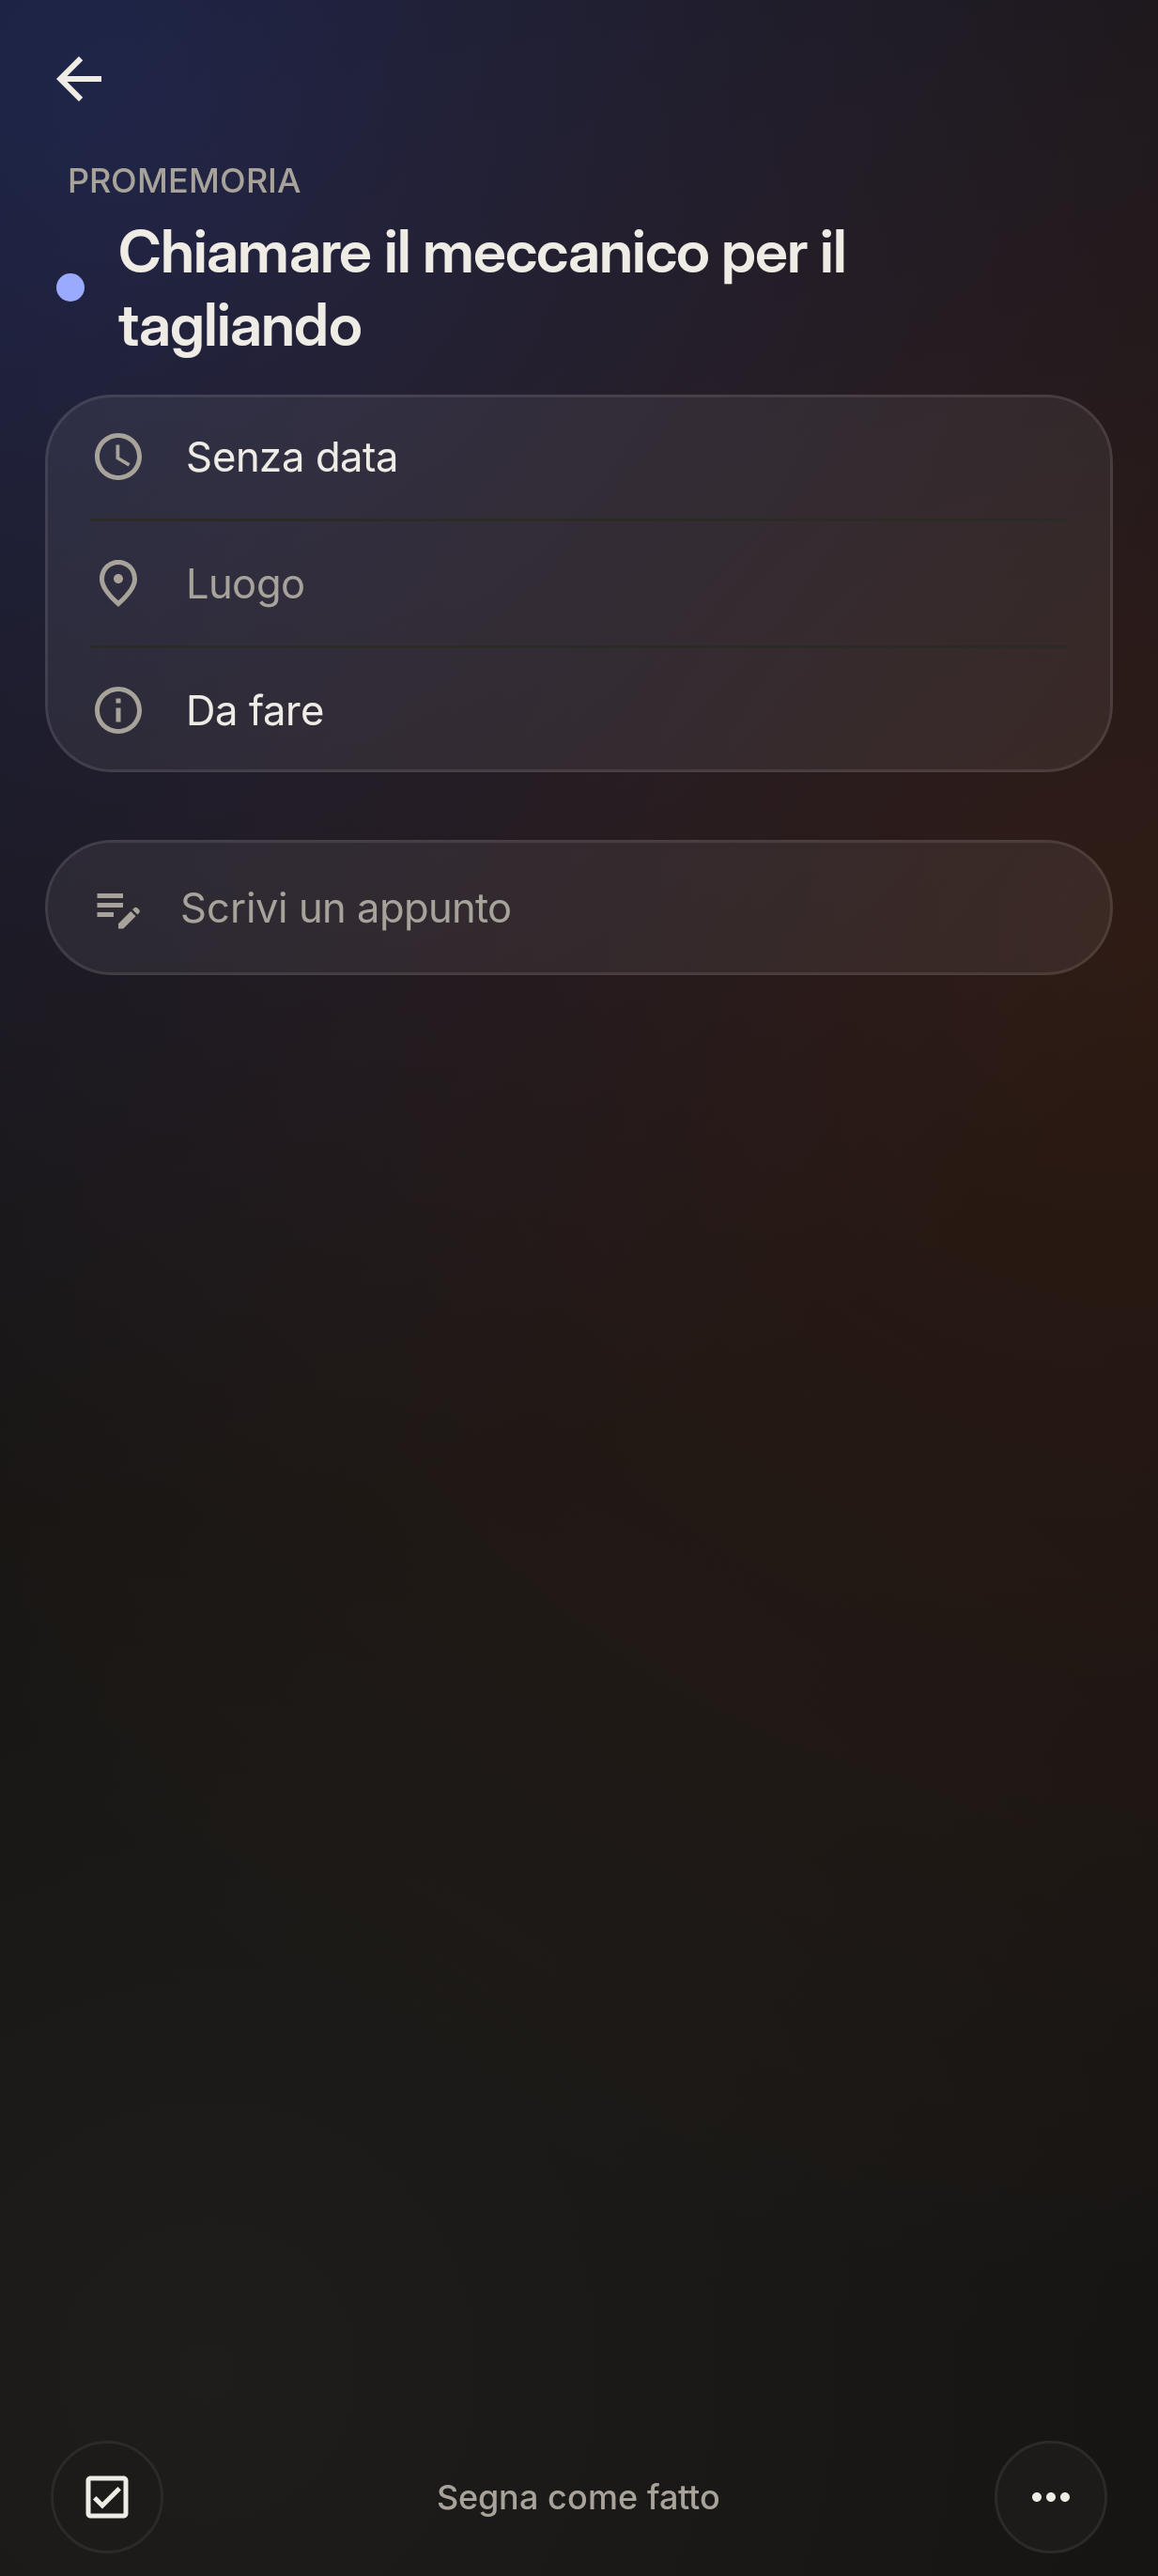 PROMEMORIA
Chiamare il meccanico per il
tagliando
Senza data
Luogo
Da fare
Scrivi un appunto
Segna come fatto